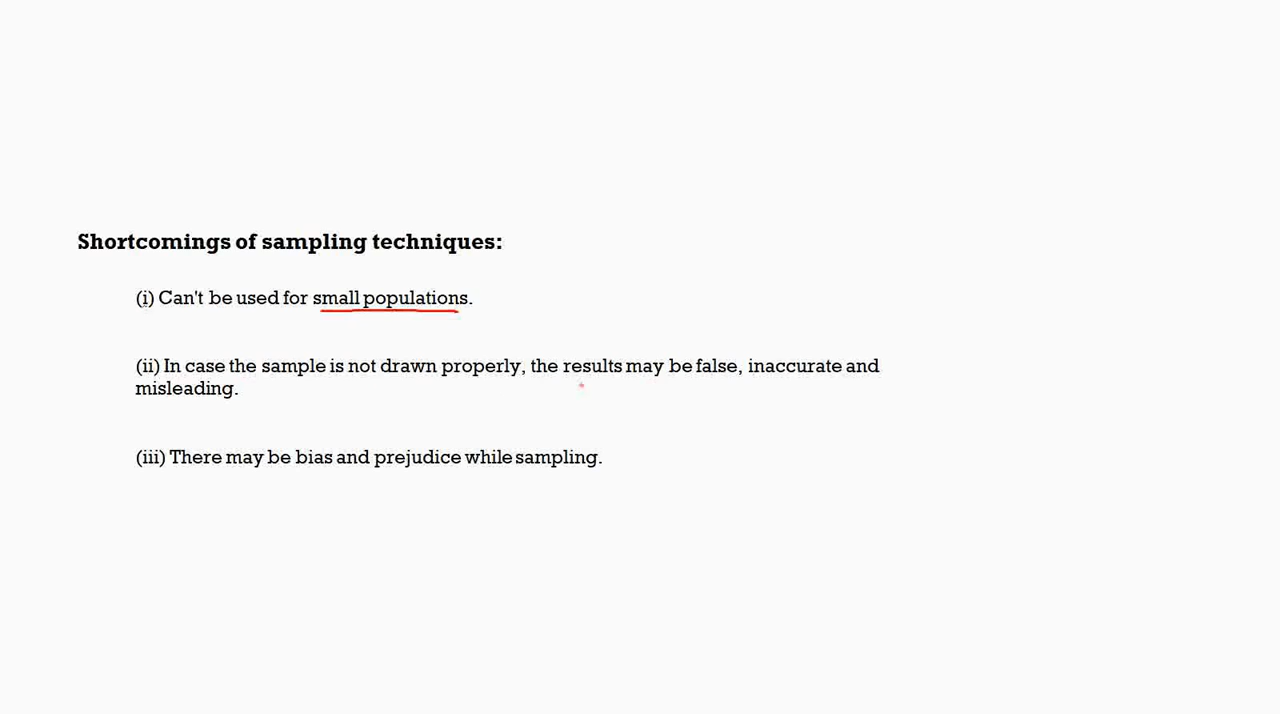 Shortcomings of sampling techniques:
(i) Can't be used for small populations.
(ii) In case the sample is not drawn properly, the results may be false, inaccurate and
misleading.
(iii) There may be bias and prejudice while sampling.